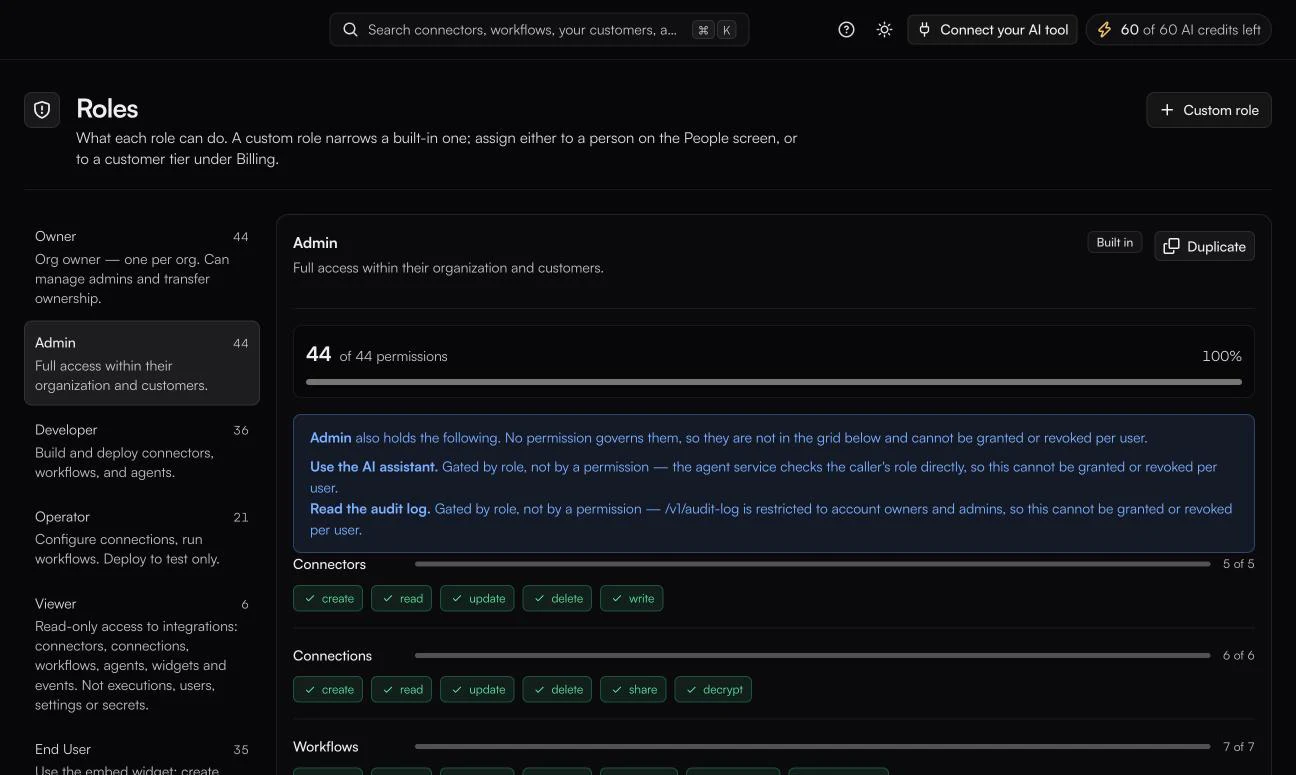 Search connectors, workflows, your customers, a... ⌘ K
Connect your AI tool
60 of 60 AI credits left
Roles
What each role can do. A custom role narrows a built-in one; assign either to a person on the People screen, or
to a customer tier under Billing.
+ Custom role
Owner 44
Org owner — one per org. Can
manage admins and transfer
ownership.
Admin 44
Full access within their
organization and customers.
Developer 36
Build and deploy connectors,
workflows, and agents.
Operator 21
Configure connections, run
workflows. Deploy to test only.
Viewer 6
Read-only access to integrations:
connectors, connections,
workflows, agents, widgets and
events. Not executions, users,
settings or secrets.
End User 35
Use the embed widget: create
Admin
Built in
Duplicate
Full access within their organization and customers.
44 of 44 permissions 100%
Admin also holds the following. No permission governs them, so they are not in the grid below and cannot be granted or revoked per user.
Use the AI assistant. Gated by role, not by a permission — the agent service checks the caller's role directly, so this cannot be granted or revoked per
user.
Read the audit log. Gated by role, not by a permission — /v1/audit-log is restricted to account owners and admins, so this cannot be granted or revoked
per user.
Connectors 5 of 5
create read update delete write
Connections 6 of 6
create read update delete share decrypt
Workflows 7 of 7